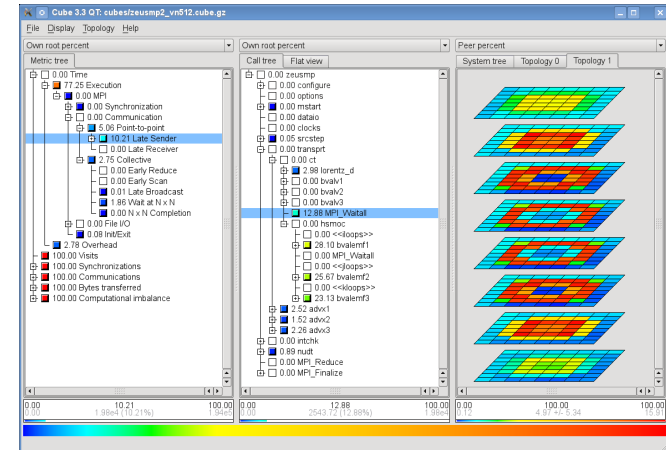 Cube 3.3 QT: cubes/zeusmp2_vn512.cube.gz
File Display Topology Help
Own root percent
Metric tree
0.00 Time
77.25 Execution
0.00 MPI
0.00 Synchronization
0.00 Communication
5.06 Point-to-point
10.21 Late Sender
0.00 Late Receiver
2.75 Collective
0.00 Early Reduce
0.00 Early Scan
0.01 Late Broadcast
1.86 Wait at N x N
0.00 N x N Completion
0.00 File I/O
0.08 Init/Exit
2.78 Overhead
100.00 Visits
100.00 Synchronizations
100.00 Communications
100.00 Bytes transferred
100.00 Computational imbalance
0.00 10.21 100.00
0.00 1.98e4 (10.21%) 1.94e5
Own root percent
Call tree Flat view
0.00 zeusmp
0.00 configure
0.00 options
0.00 mstart
0.00 dataio
0.00 clocks
0.05 srcstep
0.00 transprt
0.00 ct
2.98 lorentz_d
0.00 bvalv1
0.00 bvalv2
0.00 bvalv3
12.88 MPI_Waitall
0.00 hsmoc
0.00 <<iloops>>
28.10 bvalemf1
0.00 MPI_Waitall
0.00 <<jloops>>
25.67 bvalemf2
0.00 <<kloops>>
23.13 bvalemf3
2.52 advx1
1.52 advx2
2.26 advx3
0.00 intchk
0.89 nudt
0.00 MPI_Reduce
0.00 MPI_Finalize
0.00 12.88 100.00
0.00 2543.72 (12.88%) 1.98e4
Peer percent
System tree Topology 0 Topology 1
0.00 100.00 100.00
0.12 4.97 +/- 5.34 15.91